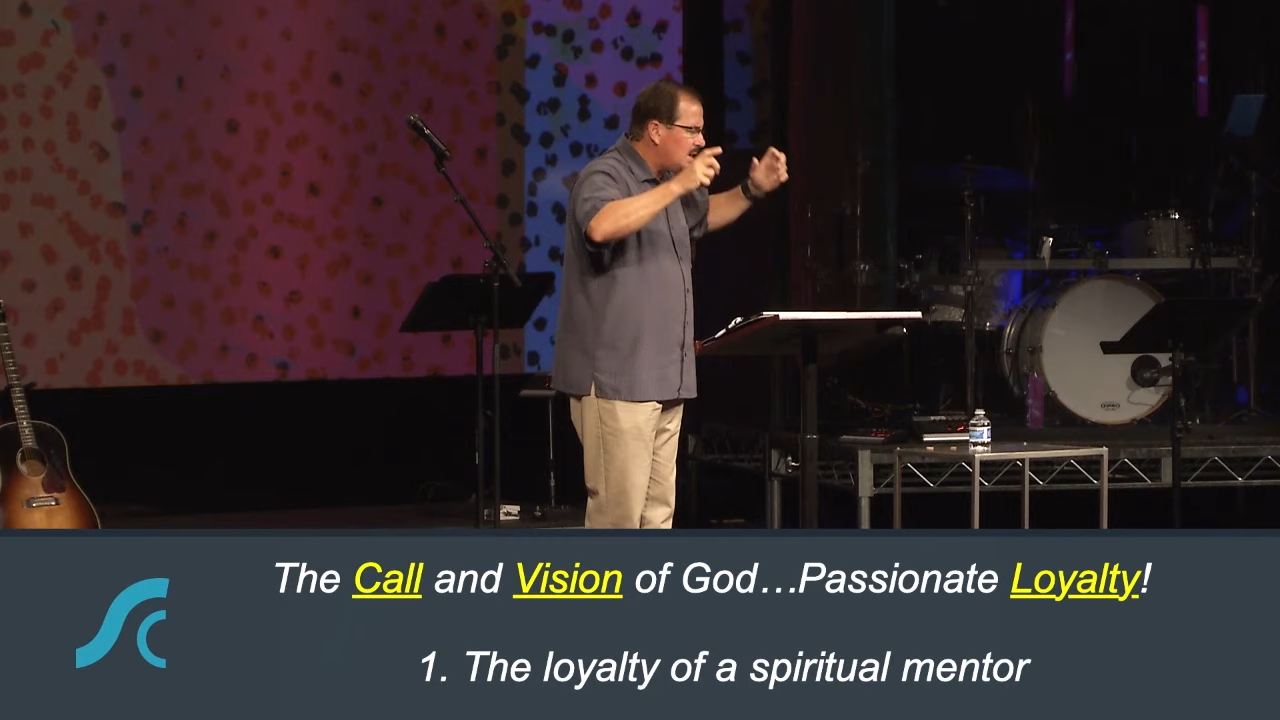 The Call and Vision of God…Passionate Loyalty!
1. The loyalty of a spiritual mentor